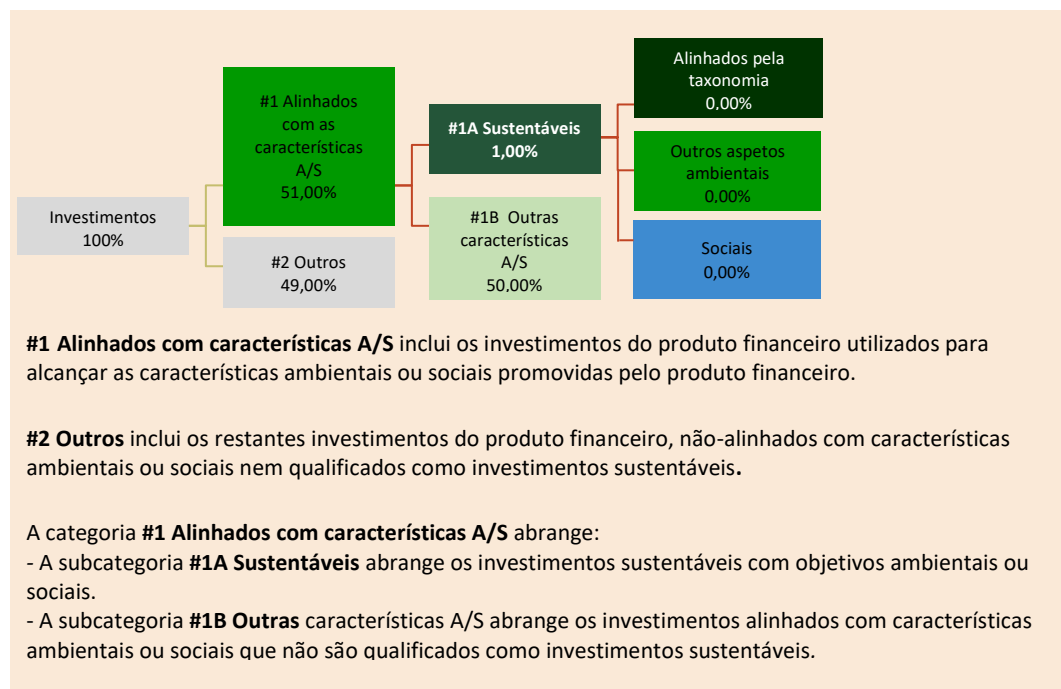 Investimentos
100%
#1 Alinhados
com as
características
A/S
51,00%
#2 Outros
49,00%
#1A Sustentáveis
1,00%
#1B Outras
características
A/S
50,00%
Alinhados pela
taxonomia
0,00%
Outros aspetos
ambientais
0,00%
Sociais
0,00%
#1 Alinhados com características A/S inclui os investimentos do produto financeiro utilizados para
alcançar as características ambientais ou sociais promovidas pelo produto financeiro.
#2 Outros inclui os restantes investimentos do produto financeiro, não-alinhados com características
ambientais ou sociais nem qualificados como investimentos sustentáveis.
A categoria #1 Alinhados com características A/S abrange:
- A subcategoria #1A Sustentáveis abrange os investimentos sustentáveis com objetivos ambientais ou
sociais.
- A subcategoria #1B Outras características A/S abrange os investimentos alinhados com características
ambientais ou sociais que não são qualificados como investimentos sustentáveis.